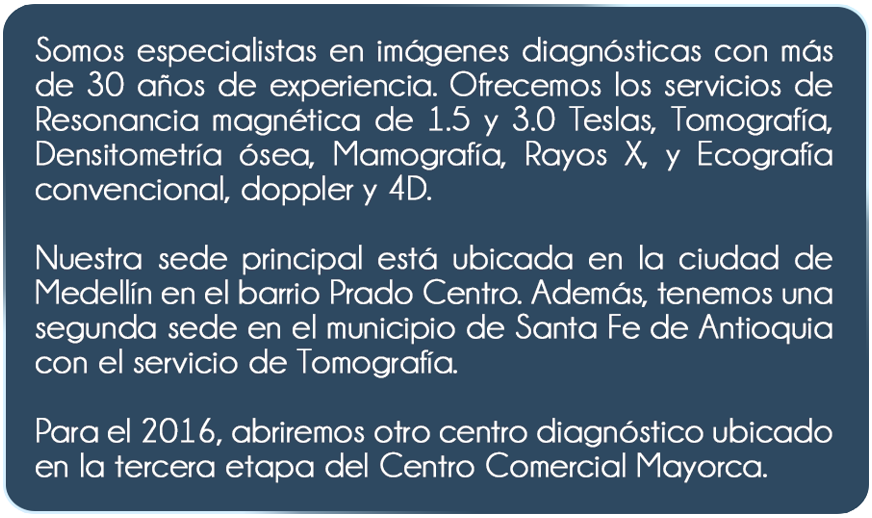 Somos especialistas en imágenes diagnósticas con más
de 30 años de experiencia. Ofrecemos los servicios de
Resonancia magnética de 1.5 y 3.0 Teslas, Tomografía,
Densitometría ósea, Mamografía, Rayos X, y Ecografía
convencional, doppler y 4D.
Nuestra sede principal está ubicada en la ciudad de
Medellín en el barrio Prado Centro. Además, tenemos una
segunda sede en el municipio de Santa Fe de Antioquia
con el servicio de Tomografía.
Para el 2016, abriremos otro centro diagnóstico ubicado
en la tercera etapa del Centro Comercial Mayorca.